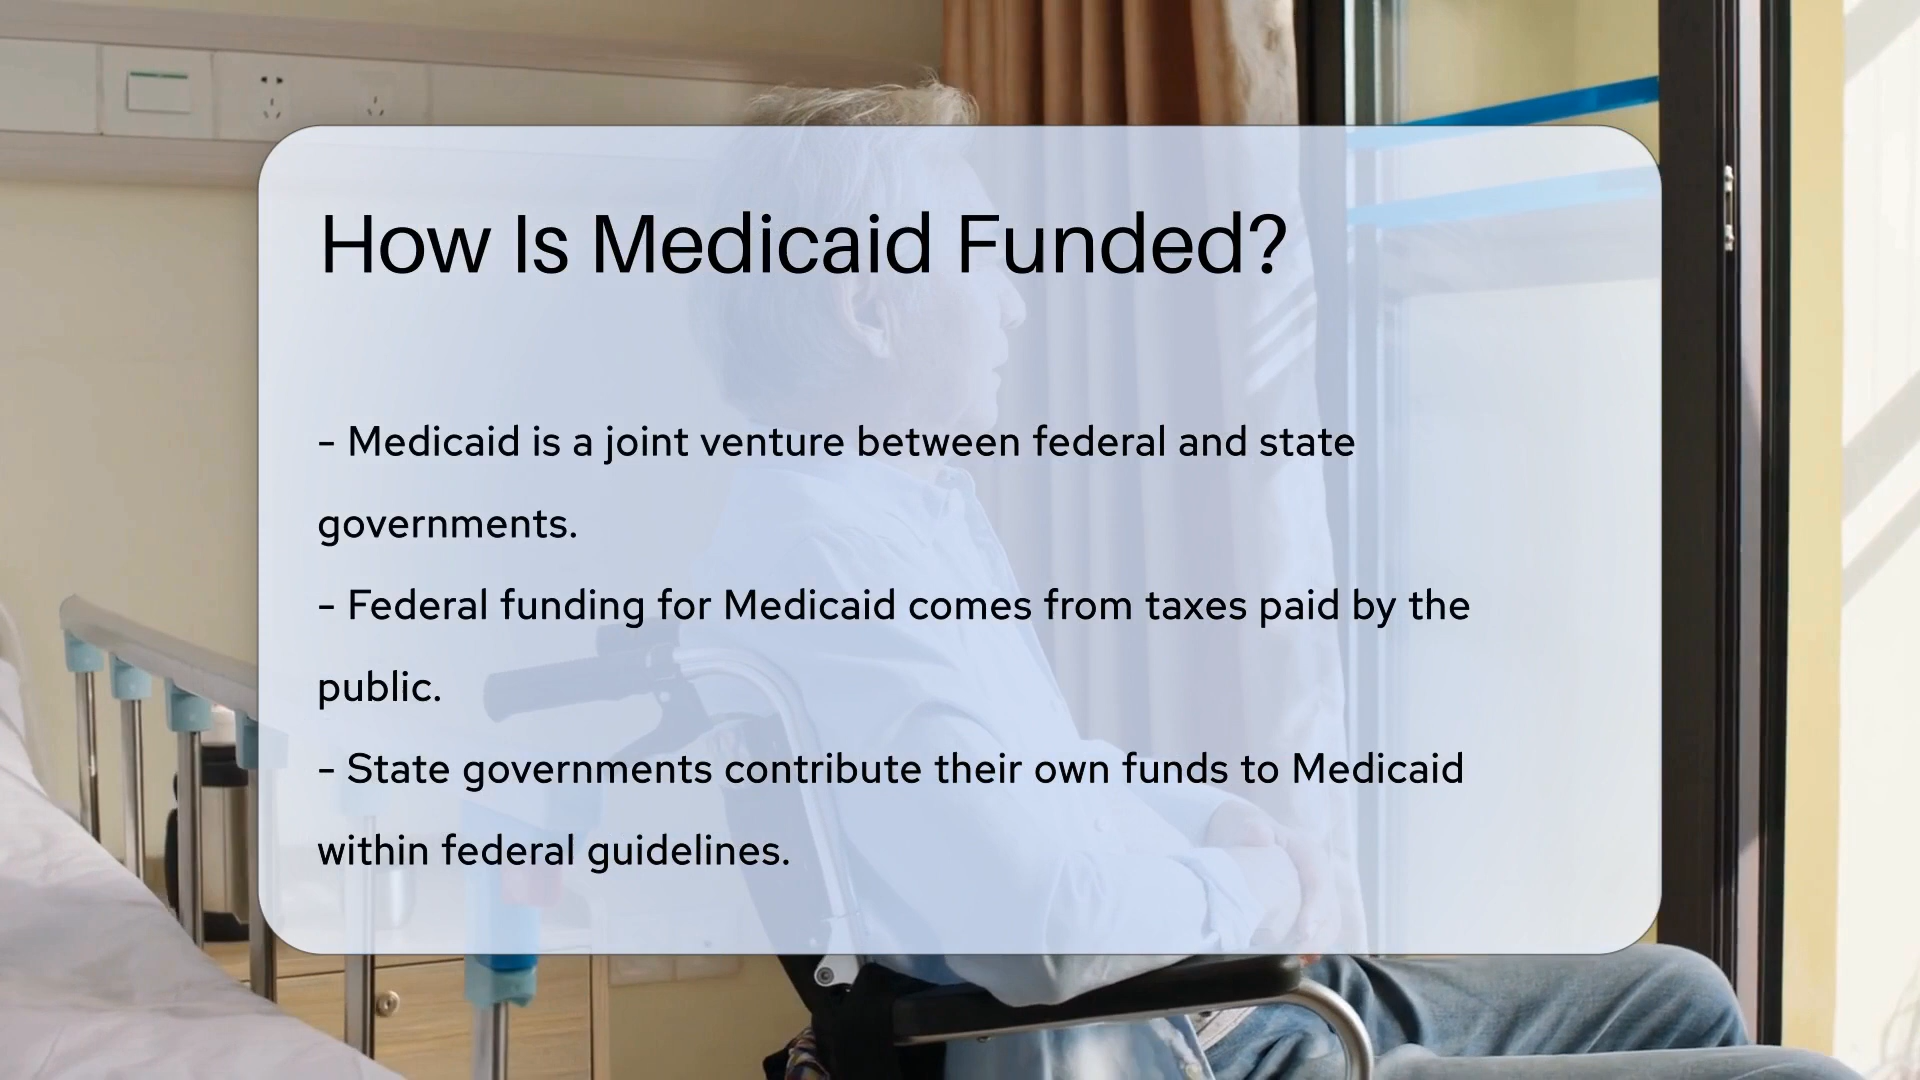 How Is Medicaid Funded?
- Medicaid is a joint venture between federal and state
governments.
- Federal funding for Medicaid comes from taxes paid by the
public.
- State governments contribute their own funds to Medicaid
within federal guidelines.